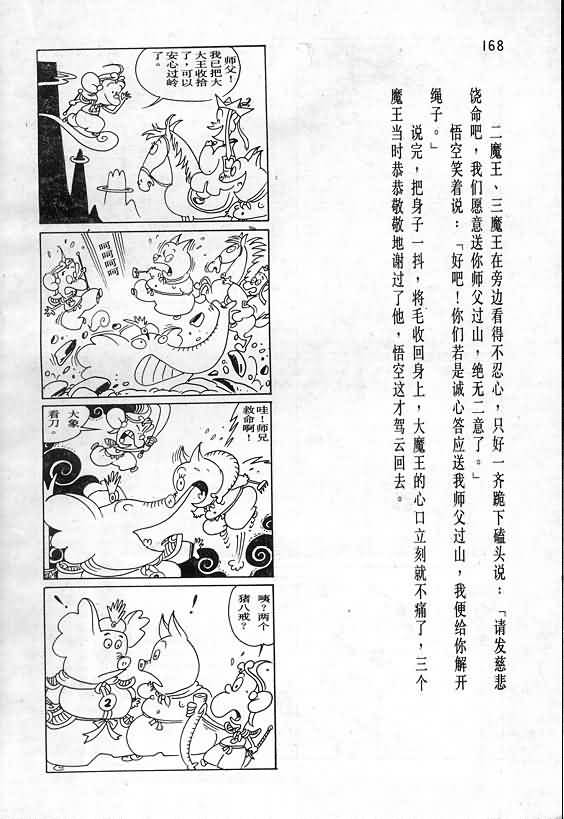 168
二魔王、三魔王在旁边看得不忍心，只好一齐跪下磕头说：「请发慈悲
饶命吧，我们愿意送你师父过山，绝无二意了。」
悟空笑着说：「好吧！你们若是诚心答应送我师父过山，我便给你解开
绳子。」
说完，把身子一抖，将毛收回身上，大魔王的心口立刻就不痛了，三个
魔王当时恭恭敬敬地谢过了他，悟空这才驾云回去。
师父！
我已把大
大王收拾
了，可以
安心过岭
了。
呵呵
呵呵呵
哇！师兄
救命啊！
大象
看刀。
！
！
咦？两个
猪八戒？
2